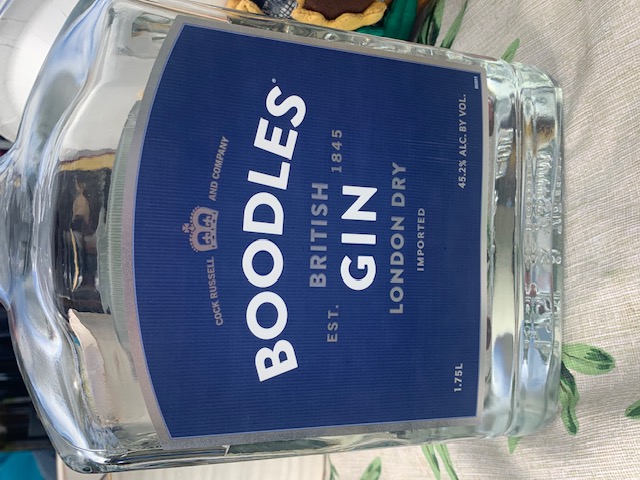 COCK RUSSELL AND COMPANY
BOODLES
EST. BRITISH 1845
GIN
LONDON DRY
IMPORTED
1.75L 45.2% ALC. BY VOL.